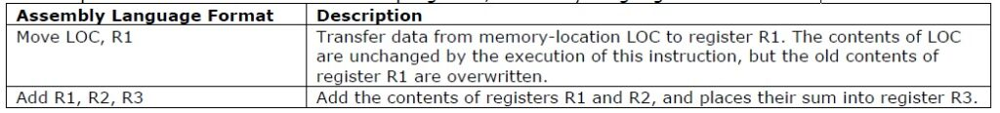 Assembly Language Format Description
Move LOC, R1 Transfer data from memory-location LOC to register R1. The contents of LOC
are unchanged by the execution of this instruction, but the old contents of
register R1 are overwritten.
Add R1, R2, R3 Add the contents of registers R1 and R2, and places their sum into register R3.